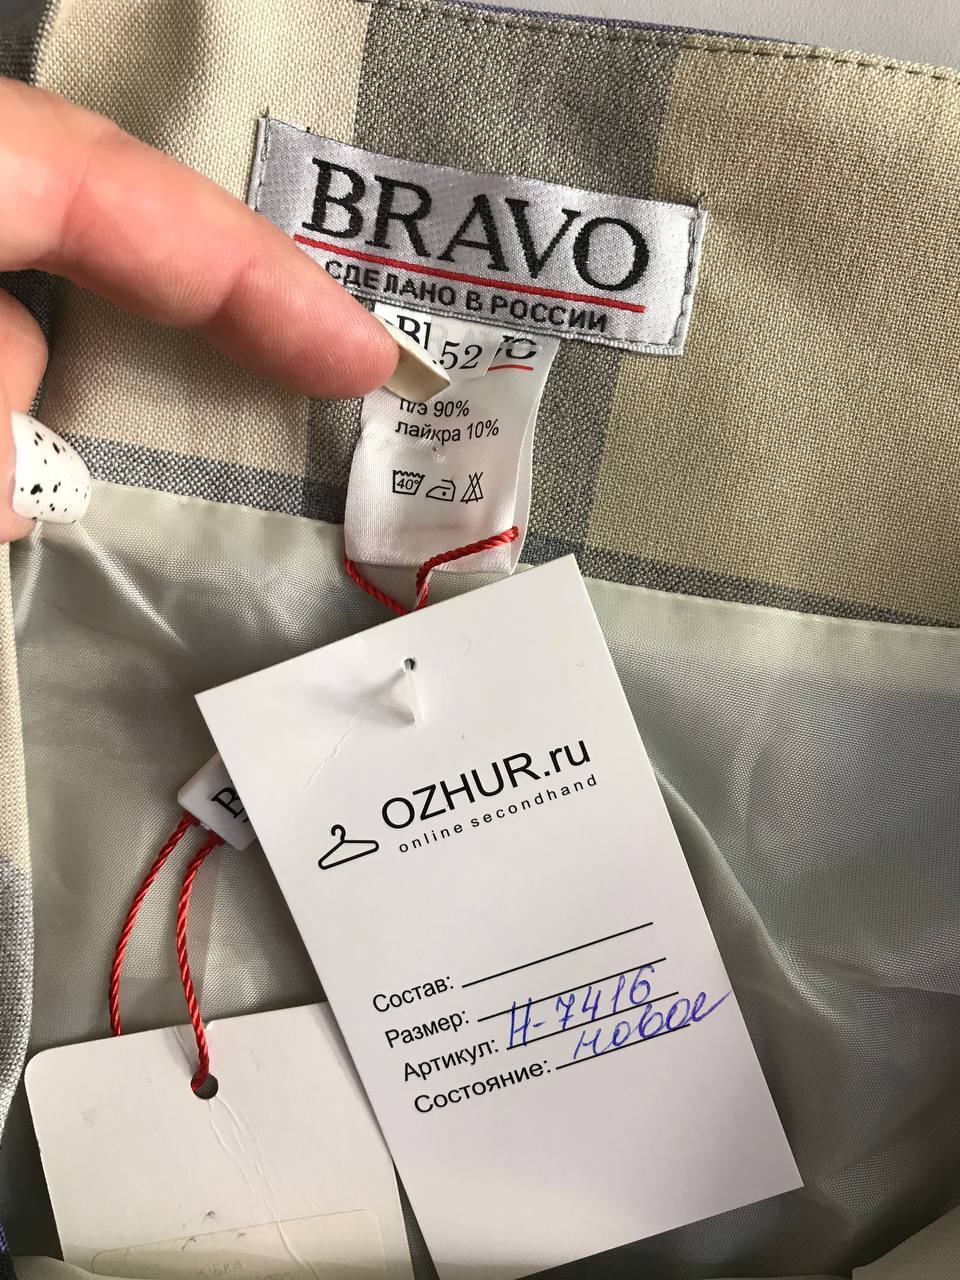 BRAVO
СДЕЛАНО В РОССИИ
52
п/э 90%
лайкра 10%
40°
OZHUR.ru
online secondhand
Состав:
Размер:
Артикул: Н-7416
Состояние: новое